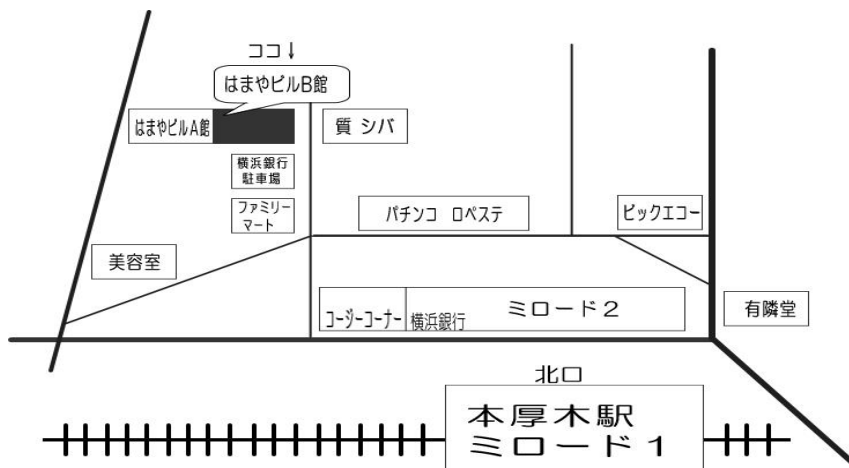 ココ↓
はまやビルB館
はまやビルA館
質 シバ
横浜銀行
駐車場
ファミリー
マート
パチンコ ロペステ
ビックエコー
美容室
コージーコーナー
横浜銀行
ミロード2
有隣堂
北口
本厚木駅
ミロード1